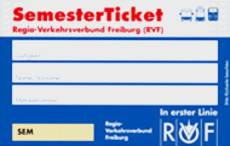 SemesterTicket
Regio-Verkehrsverbund Freiburg (RVF)
In erster Linie
SEM
Regio-
Verkehrsverbund
Freiburg
RVF